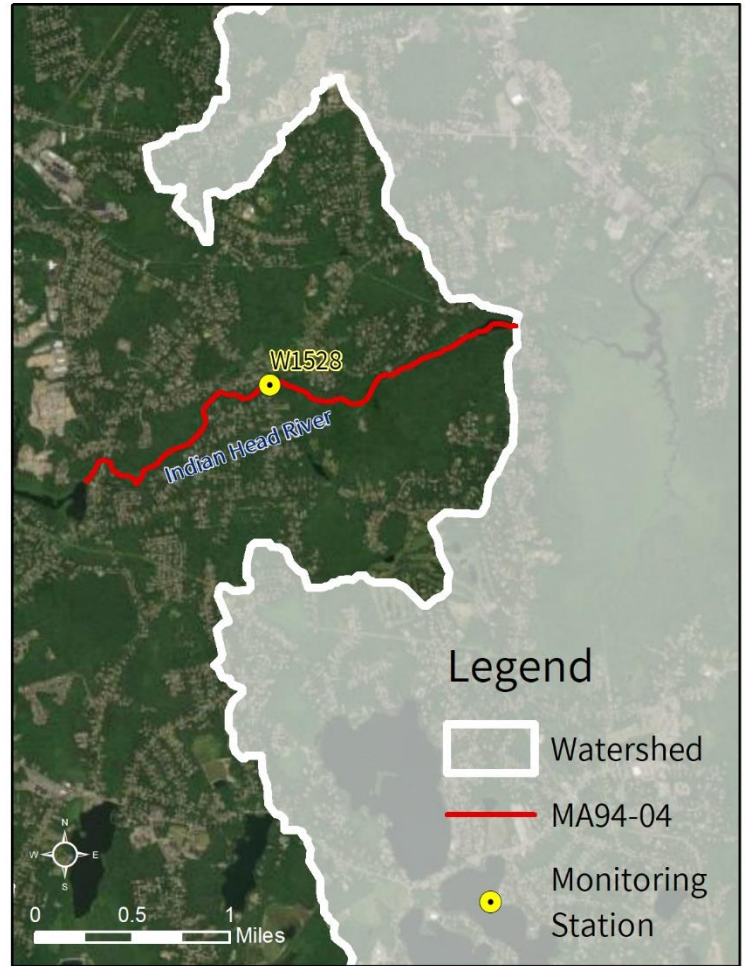 W1528
Indian Head River
Legend
Watershed
MA94-04
Monitoring
Station
N
W E
S
0 0.5 1
Miles